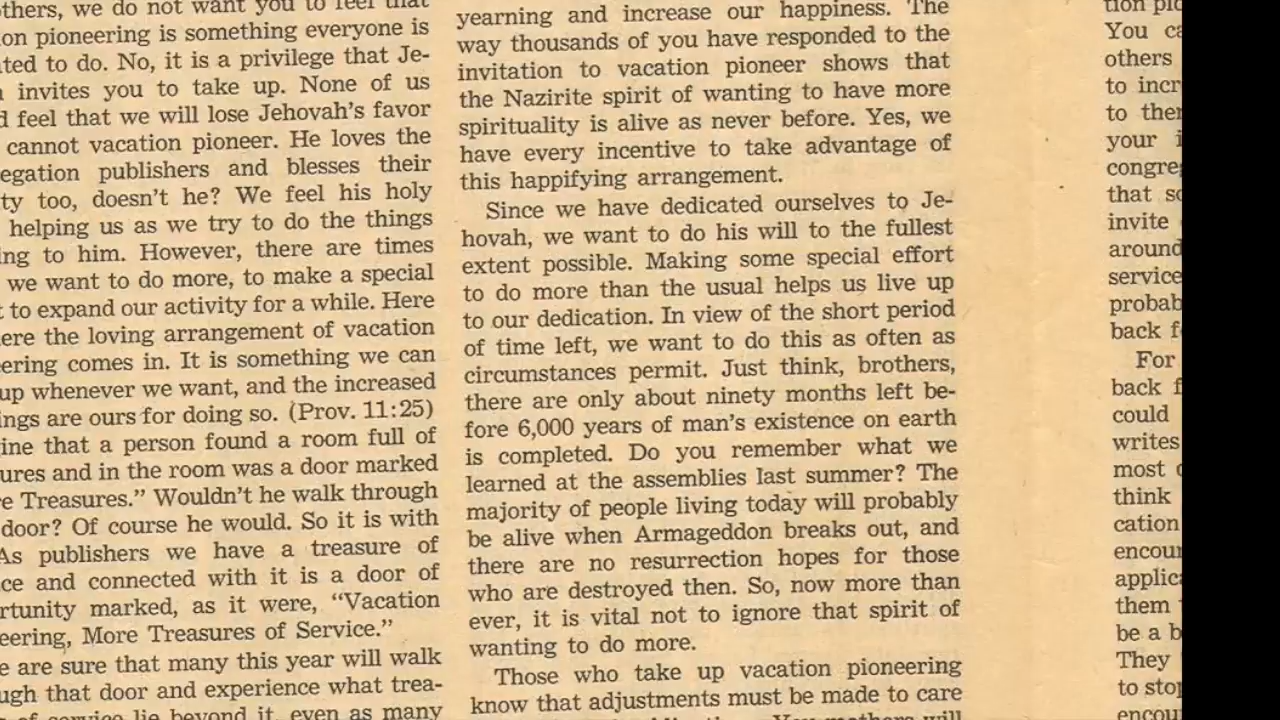 others, we do not want you to feel that
on pioneering is something everyone is
ted to do. No, it is a privilege that Je-
invites you to take up. None of us
feel that we will lose Jehovah's favor
cannot vacation pioneer. He loves the
egation publishers and blesses their
ty too, doesn't he? We feel his holy
helping us as we try to do the things
ing to him. However, there are times
we want to do more, to make a special
t to expand our activity for a while. Here
ere the loving arrangement of vacation
eering comes in. It is something we can
up whenever we want, and the increased
ings are ours for doing so. (Prov. 11:25)
ine that a person found a room full of
ures and in the room was a door marked
e Treasures." Wouldn't he walk through
door? Of course he would. So it is with
As publishers we have a treasure of
ce and connected with it is a door of
rtunity marked, as it were, "Vacation
eering, More Treasures of Service."
e are sure that many this year will walk
ugh that door and experience what trea-
of service lie beyond it, even as many
yearning and increase our happiness. The
way thousands of you have responded to the
invitation to vacation pioneer shows that
the Nazirite spirit of wanting to have more
spirituality is alive as never before. Yes, we
have every incentive to take advantage of
this happifying arrangement.
Since we have dedicated ourselves to Je-
hovah, we want to do his will to the fullest
extent possible. Making some special effort
to do more than the usual helps us live up
to our dedication. In view of the short period
of time left, we want to do this as often as
circumstances permit. Just think, brothers,
there are only about ninety months left be-
fore 6,000 years of man's existence on earth
is completed. Do you remember what we
learned at the assemblies last summer? The
majority of people living today will probably
be alive when Armageddon breaks out, and
there are no resurrection hopes for those
who are destroyed then. So, now more than
ever, it is vital not to ignore that spirit of
wanting to do more.
Those who take up vacation pioneering
know that adjustments must be made to care
You mothers will
tion pic
You ca
others
to incr
to the
your i
congre
that so
invite
around
service
probab
back f
For
back f
could
writes
most
think
cation
encour
applica
them
be a b
They
to stop
encour